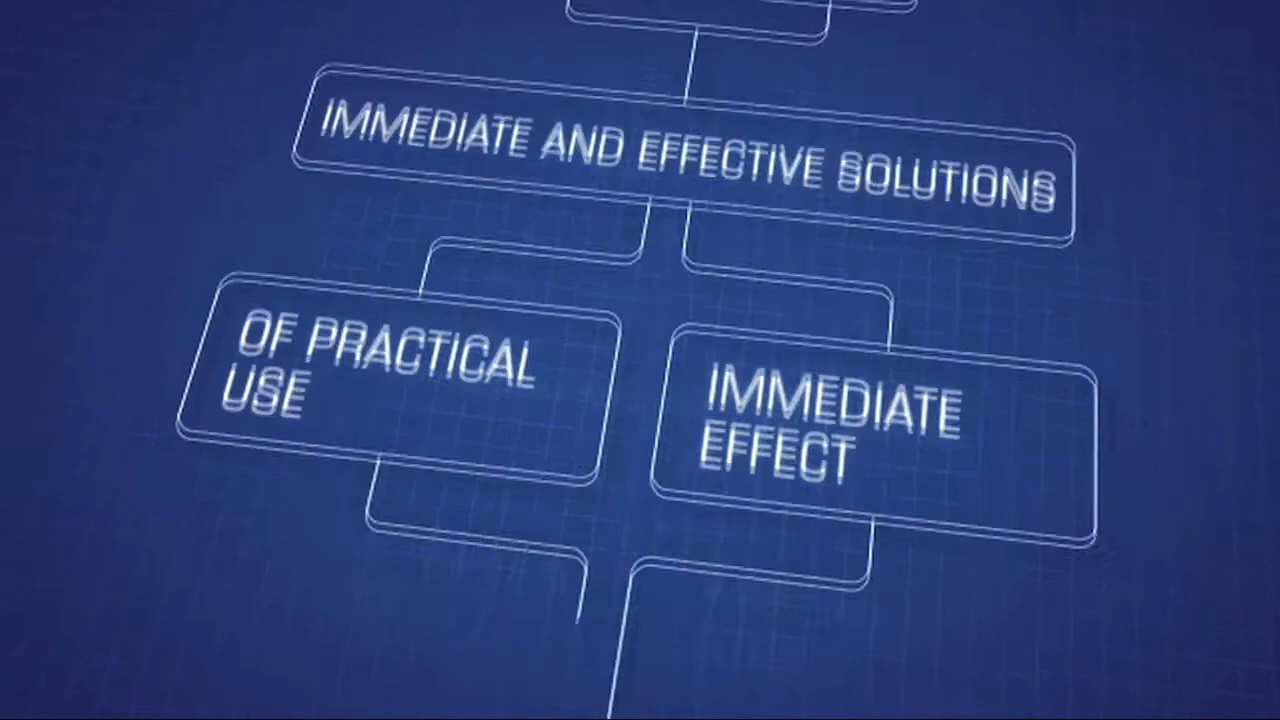 IMMEDIATE AND EFFECTIVE SOLUTIONS
OF PRACTICAL
USE
IMMEDIATE
EFFECT